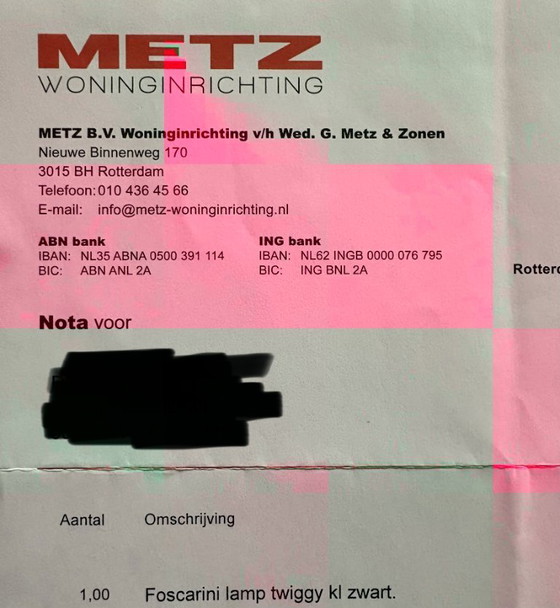 METZ
WONINGINRICHTING
METZ B.V. Woninginrichting v/h Wed. G. Metz & Zonen
Nieuwe Binnenweg 170
3015 BH Rotterdam
Telefoon: 010 436 45 66
E-mail: info@metz-woninginrichting.nl
ABN bank ING bank
IBAN: NL35 ABNA 0500 391 114 IBAN: NL62 INGB 0000 076 795
BIC: ABN ANL 2A BIC: ING BNL 2A
Rotterd
Nota voor
Aantal Omschrijving
1,00 Foscarini lamp twiggy kl zwart.